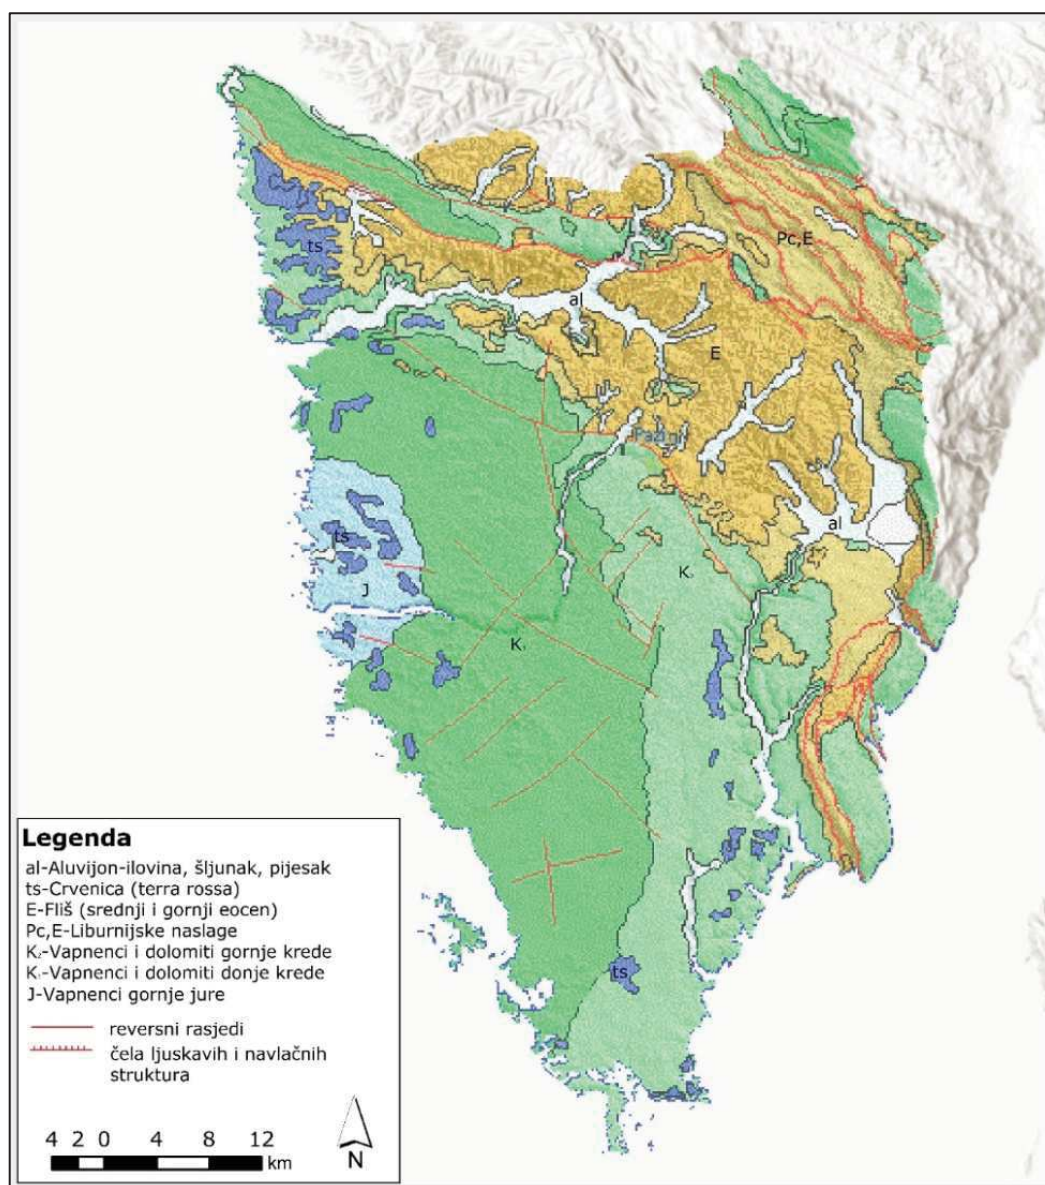 Pc,E
ts
al
E
Pazin
al
K₂
ts
J
K₁
ts
Legenda
al-Aluvijon-ilovina, šljunak, pijesak
ts-Crvenica (terra rossa)
E-Fliš (srednji i gornji eocen)
Pc,E-Liburnijske naslage
K₂-Vapnenci i dolomiti gornje krede
K₁-Vapnenci i dolomiti donje krede
J-Vapnenci gornje jure
reversni rasjedi
čela ljuskavih i navlačnih
struktura
4 2 0 4 8 12
km
N